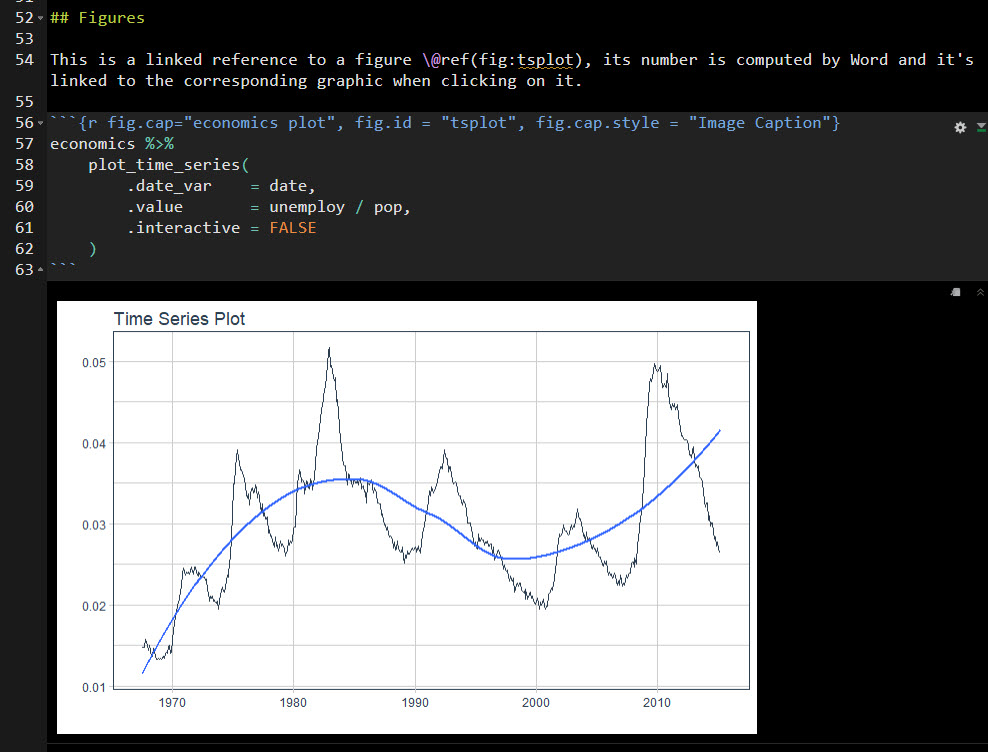 52 ## Figures
53
54 This is a linked reference to a figure \@ref(fig:tsplot), its number is computed by Word and it's
linked to the corresponding graphic when clicking on it.
55
56 ```{r fig.cap="economics plot", fig.id = "tsplot", fig.cap.style = "Image Caption"}
57 economics %>%
58     plot_time_series(
59         .date_var    = date,
60         .value       = unemploy / pop,
61         .interactive = FALSE
62     )
63 ```
Time Series Plot
0.05
0.04
0.03
0.02
0.01
1970 1980 1990 2000 2010